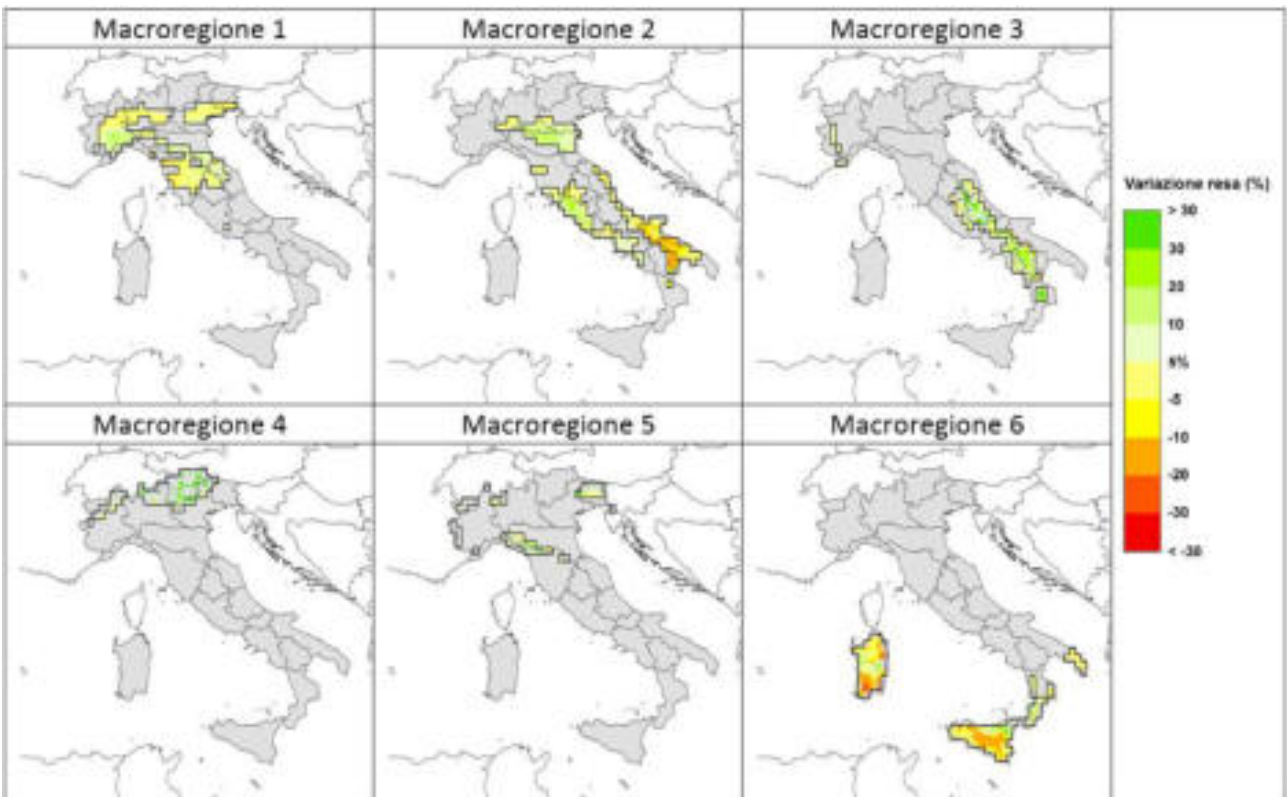 Macroregione 1
Macroregione 2
Macroregione 3
Macroregione 4
Macroregione 5
Macroregione 6
Variazione resa (%)
> 30
30
20
10
5%
-5
-10
-20
-30
< -30